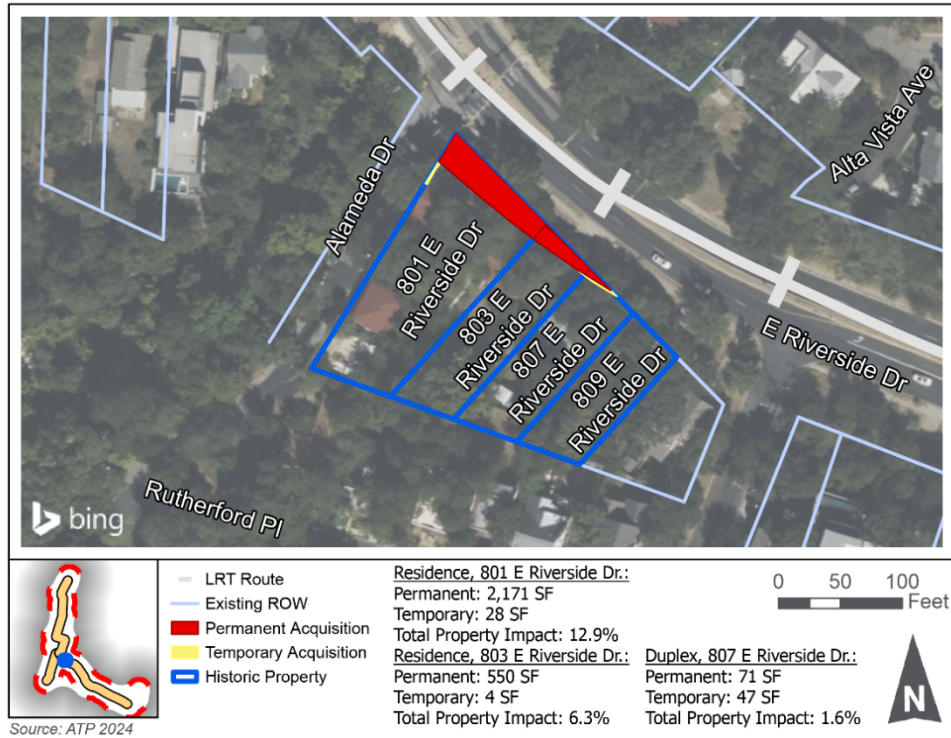 Alameda Dr
Alta Vista Ave
801 E
Riverside Dr
803 E
Riverside Dr
807 E
Riverside Dr
809 E
Riverside Dr
E Riverside Dr
Rutherford Pl
bing
LRT Route
Existing ROW
Permanent Acquisition
Temporary Acquisition
Historic Property
Residence, 801 E Riverside Dr.:
Permanent: 2,171 SF
Temporary: 28 SF
Total Property Impact: 12.9%
Residence, 803 E Riverside Dr.:
Permanent: 550 SF
Temporary: 4 SF
Total Property Impact: 6.3%
Duplex, 807 E Riverside Dr.:
Permanent: 71 SF
Temporary: 47 SF
Total Property Impact: 1.6%
0 50 100
Feet
N
Source: ATP 2024